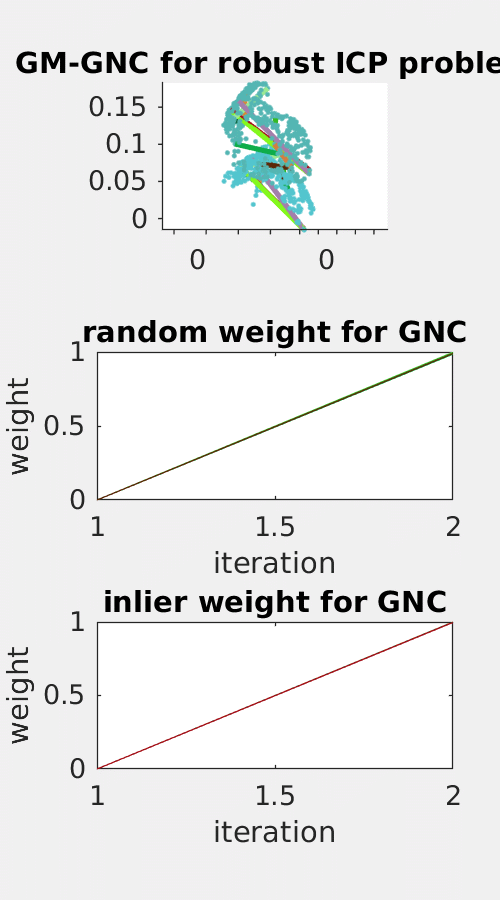 GM-GNC for robust ICP proble
0.15
0.1
0.05
0
0 0
random weight for GNC
1
0.5
0
weight
1 1.5 2
iteration
inlier weight for GNC
1
0.5
0
weight
1 1.5 2
iteration